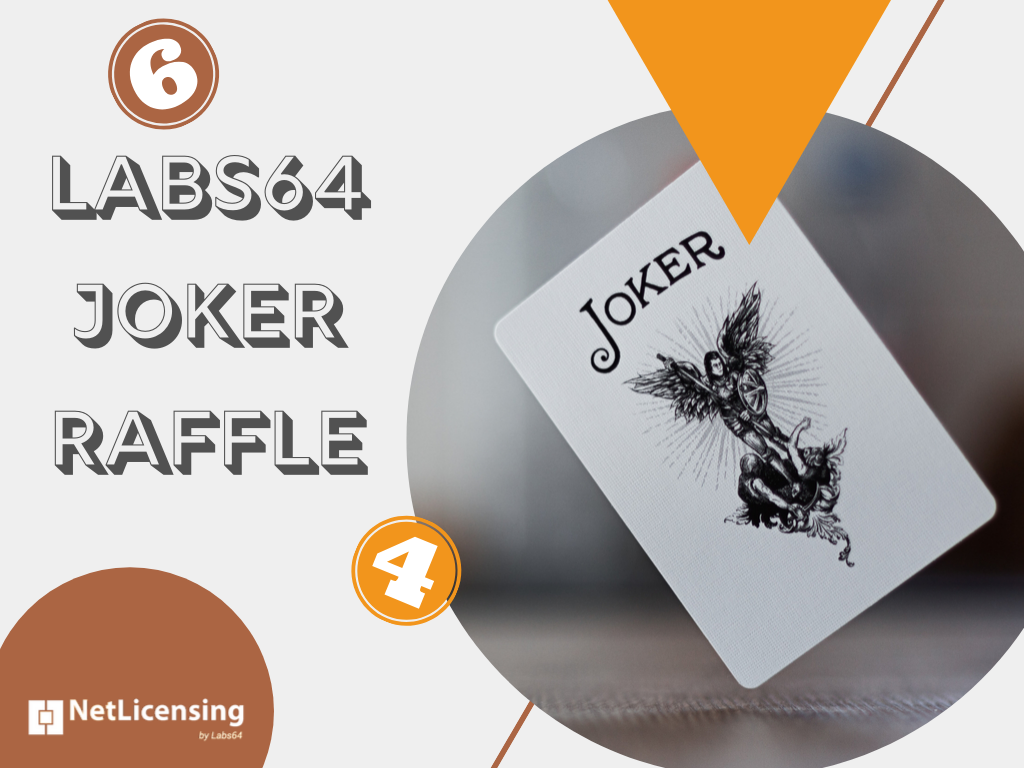 6
LABS64
JOKER
RAFFLE
JOKER
4
NetLicensing
by Labs64